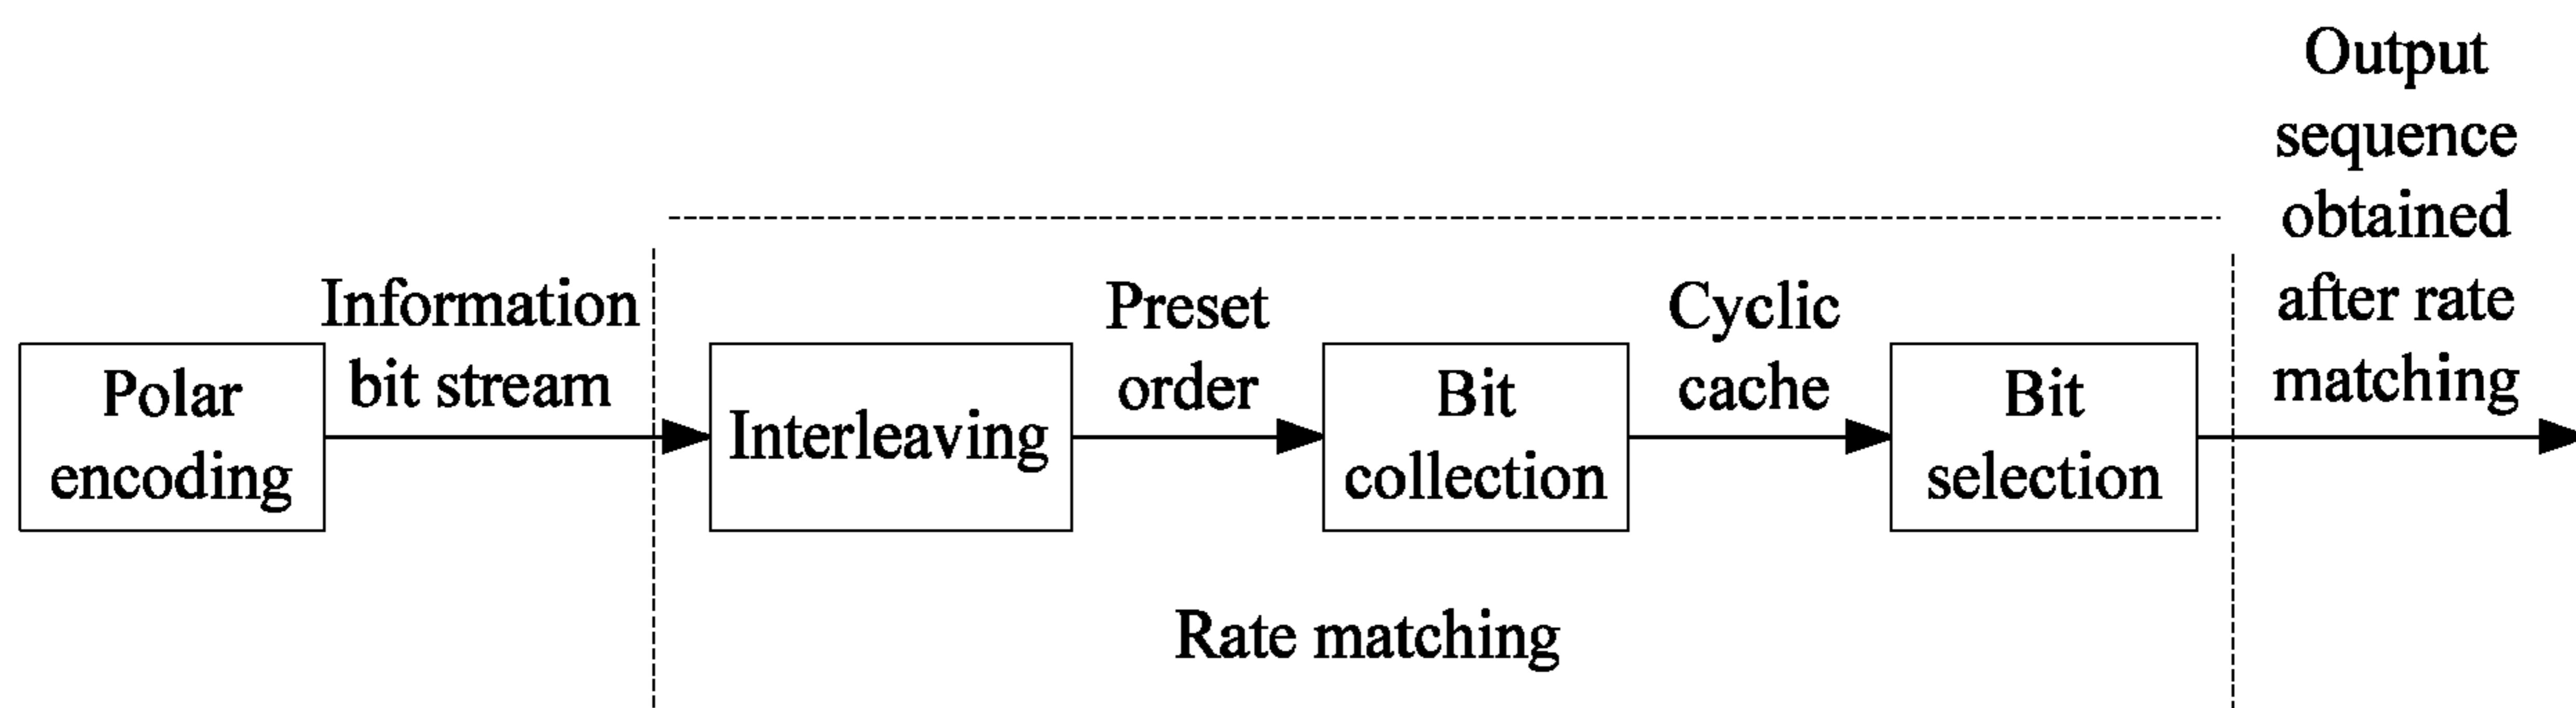 Polar
encoding
Information
bit stream
Interleaving
Preset
order
Bit
collection
Cyclic
cache
Bit
selection
Output
sequence
obtained
after rate
matching
Rate matching